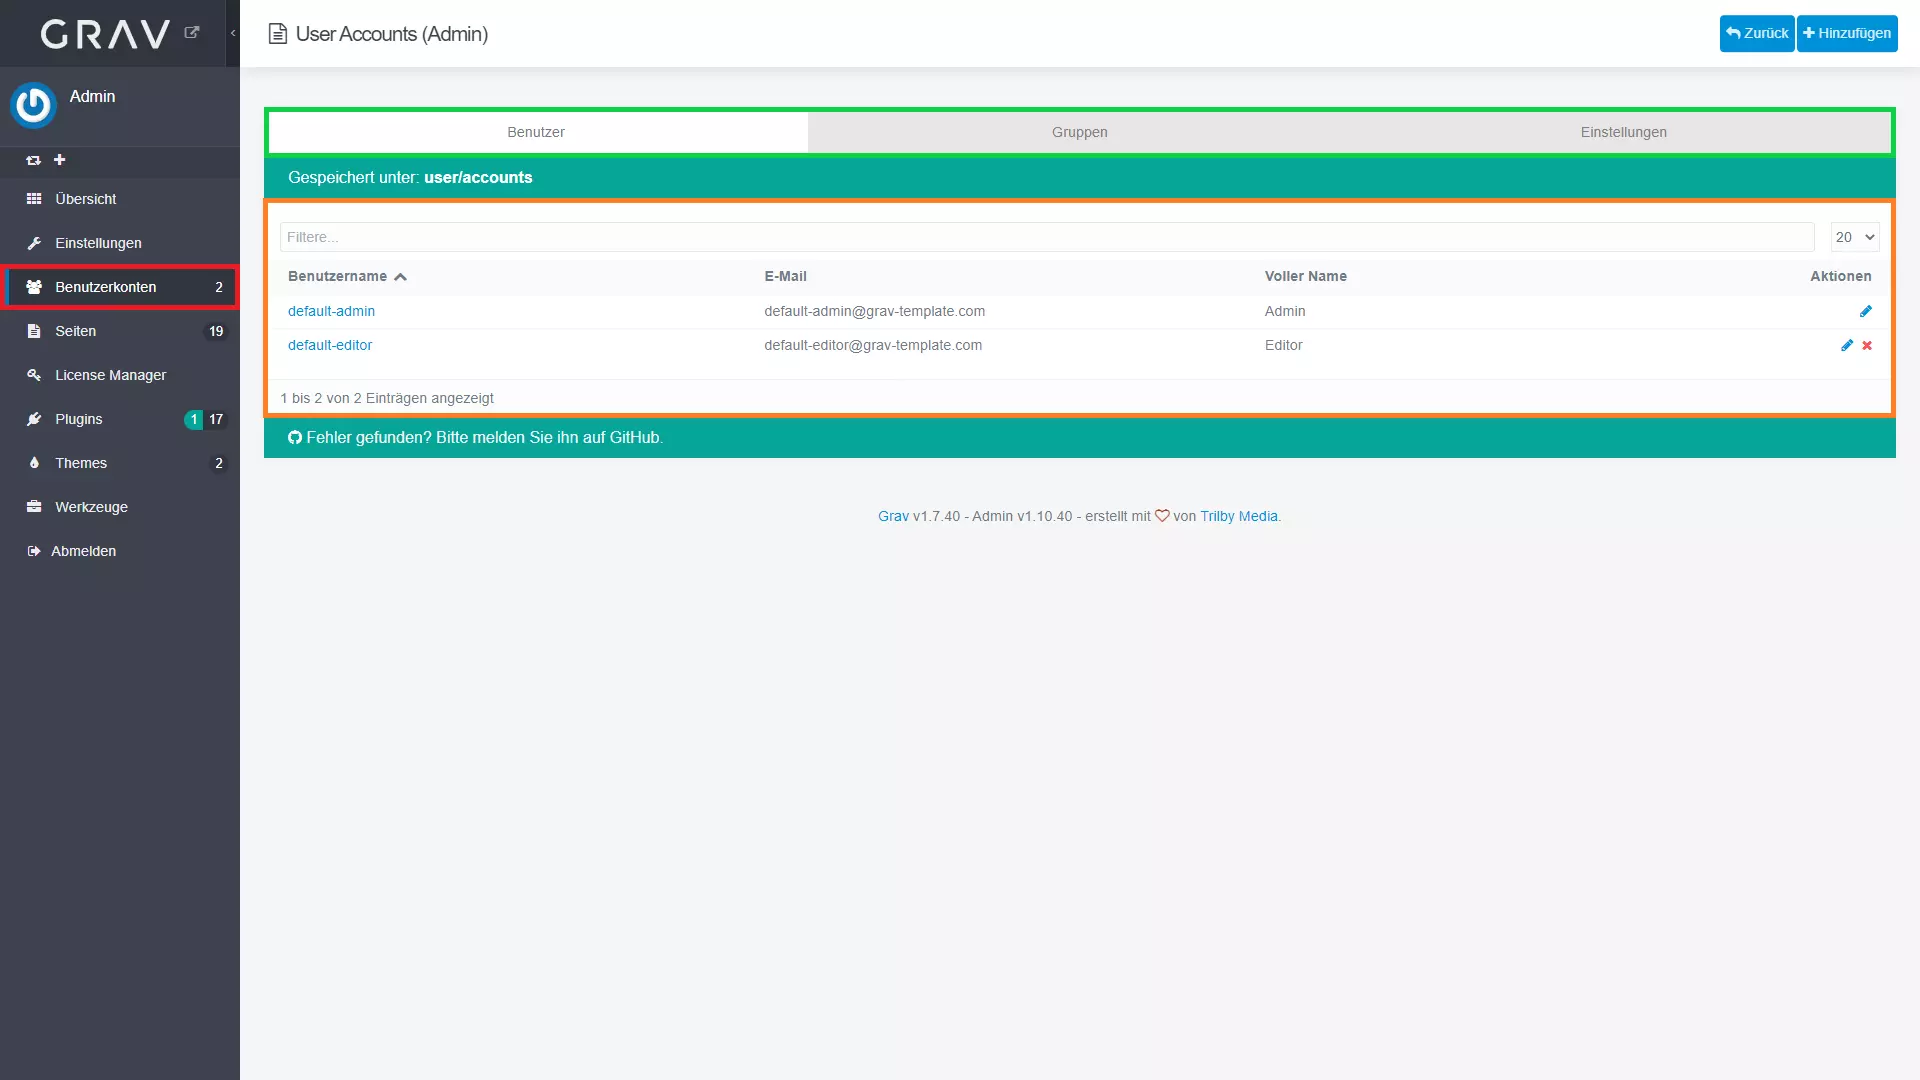 GRAV
User Accounts (Admin)
Zurück
Hinzufügen
Admin
Übersicht
Einstellungen
Benutzerkonten 2
Seiten 19
License Manager
Plugins 1 17
Themes 2
Werkzeuge
Abmelden
Benutzer Gruppen Einstellungen
Gespeichert unter: user/accounts
Filtere... 20
Benutzername E-Mail Voller Name Aktionen
default-admin default-admin@grav-template.com Admin
default-editor default-editor@grav-template.com Editor
1 bis 2 von 2 Einträgen angezeigt
Fehler gefunden? Bitte melden Sie ihn auf GitHub.
Grav v1.7.40 - Admin v1.10.40 - erstellt mit von Trilby Media.